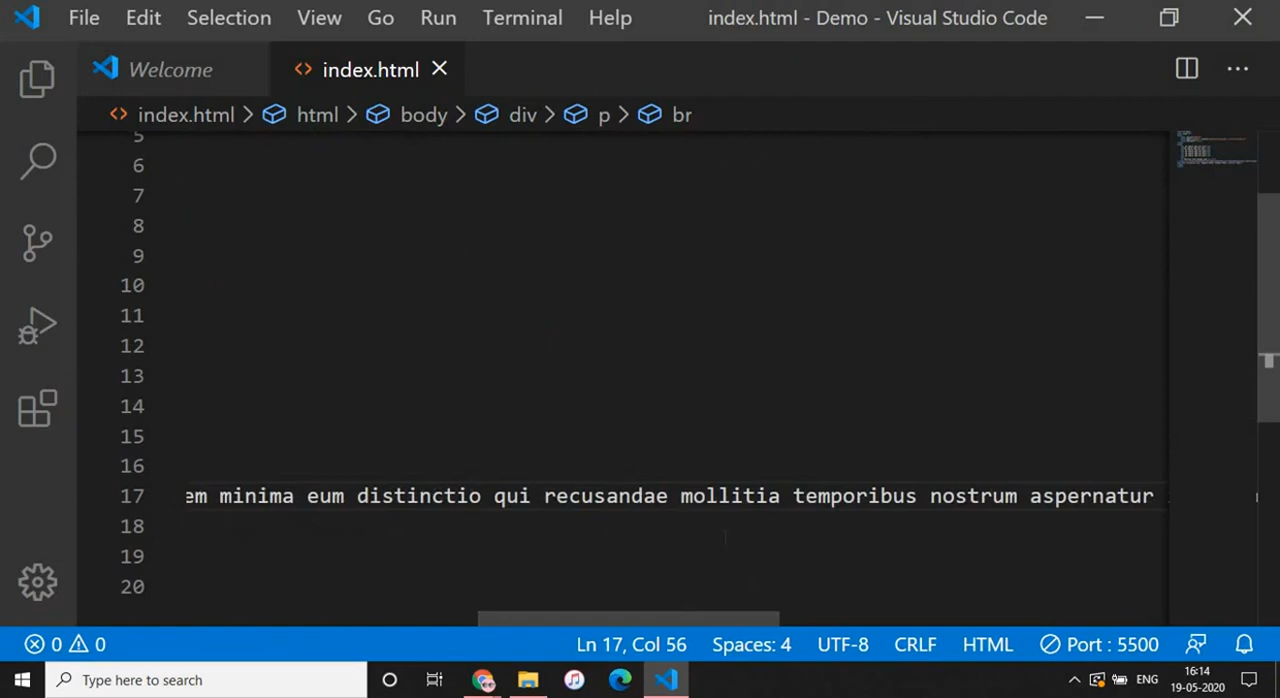 File Edit Selection View Go Run Terminal Help index.html - Demo - Visual Studio Code
Welcome index.html
index.html > html > body > div > p > br
5
6
7
8
9
10
11
12
13
14
15
16
17 em minima eum distinctio qui recusandae mollitia temporibus nostrum aspernatur
18
19
20
0 0 Ln 17, Col 56 Spaces: 4 UTF-8 CRLF HTML Port : 5500
Type here to search ENG 16:14
19-05-2020